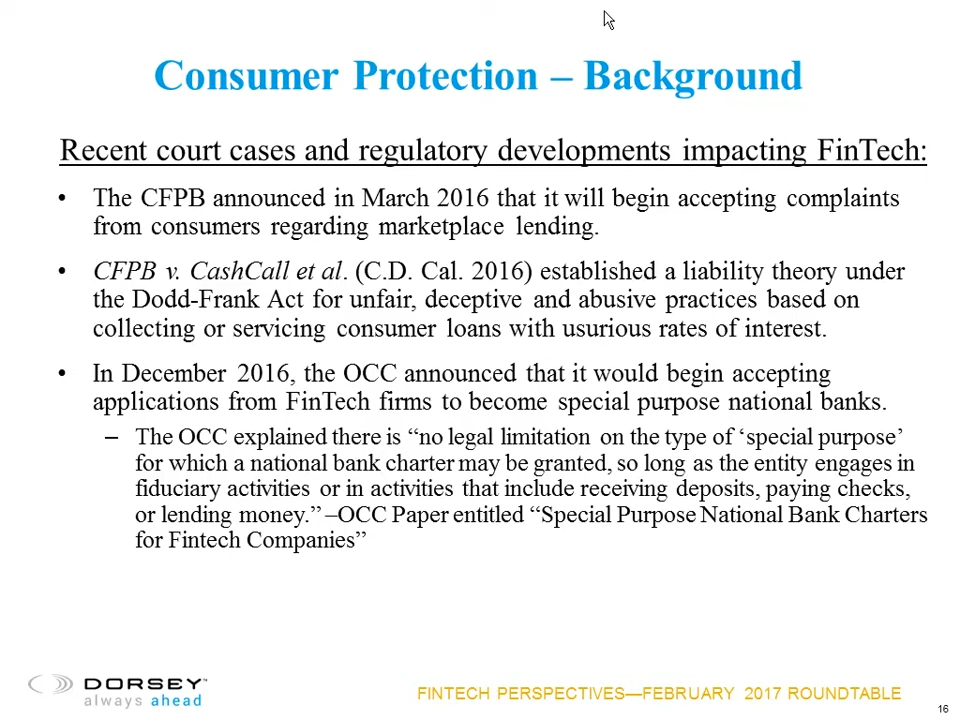 Consumer Protection – Background
Recent court cases and regulatory developments impacting FinTech:
• The CFPB announced in March 2016 that it will begin accepting complaints
from consumers regarding marketplace lending.
• CFPB v. CashCall et al. (C.D. Cal. 2016) established a liability theory under
the Dodd-Frank Act for unfair, deceptive and abusive practices based on
collecting or servicing consumer loans with usurious rates of interest.
• In December 2016, the OCC announced that it would begin accepting
applications from FinTech firms to become special purpose national banks.
– The OCC explained there is “no legal limitation on the type of ‘special purpose’
for which a national bank charter may be granted, so long as the entity engages in
fiduciary activities or in activities that include receiving deposits, paying checks,
or lending money.” –OCC Paper entitled “Special Purpose National Bank Charters
for Fintech Companies”
DORSEY™
always ahead
FINTECH PERSPECTIVES—FEBRUARY 2017 ROUNDTABLE
16